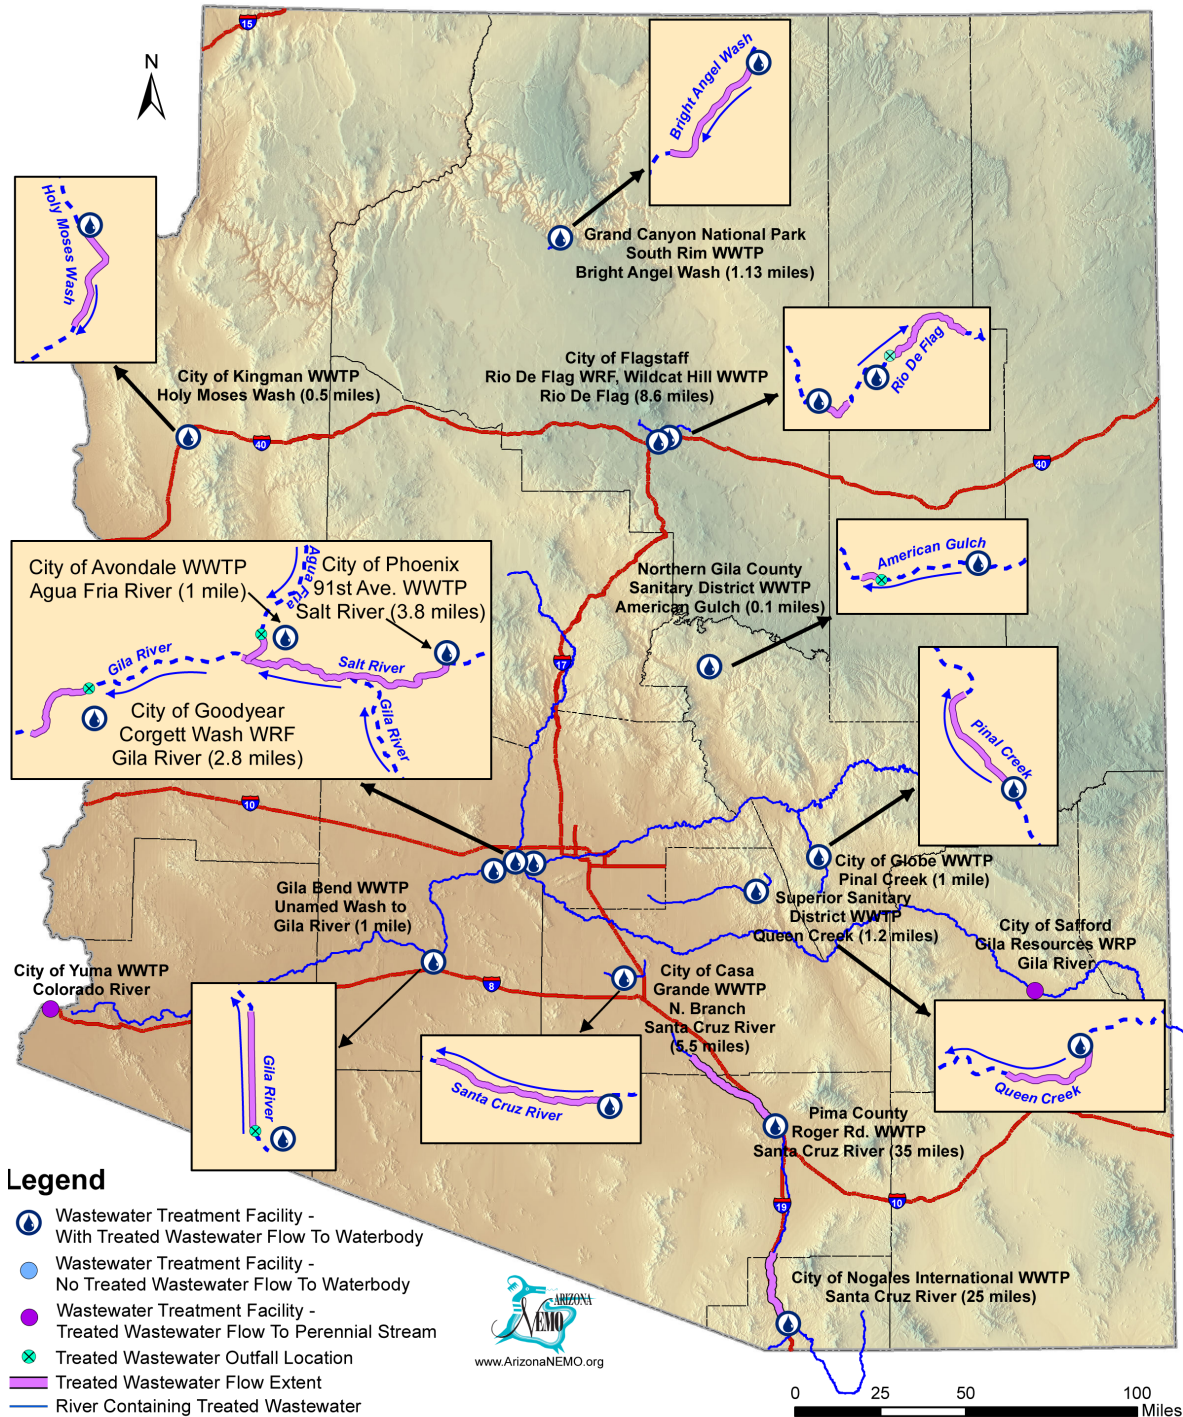 15
N
Bright Angel Wash
Holy Moses Wash
Grand Canyon National Park
South Rim WWTP
Bright Angel Wash (1.13 miles)
Rio De Flag
City of Flagstaff
Rio De Flag WRF, Wildcat Hill WWTP
Rio De Flag (8.6 miles)
City of Kingman WWTP
Holy Moses Wash (0.5 miles)
40
40
American Gulch
Northern Gila County
Sanitary District WWTP
American Gulch (0.1 miles)
City of Avondale WWTP
Agua Fria River (1 mile)
Agua Fria
City of Phoenix
91st Ave. WWTP
Salt River (3.8 miles)
Gila River
Salt River
Gila River
City of Goodyear
Corgett Wash WRF
Gila River (2.8 miles)
17
Pinal Creek
10
City of Globe WWTP
Pinal Creek (1 mile)
Superior Sanitary
District WWTP
Queen Creek (1.2 miles)
Gila Bend WWTP
Unamed Wash to
Gila River (1 mile)
City of Safford
Gila Resources WRP
Gila River
City of Yuma WWTP
Colorado River
8
City of Casa
Grande WWTP
N. Branch
Santa Cruz River
(5.5 miles)
Gila River
Santa Cruz River
Queen Creek
Pima County
Roger Rd. WWTP
Santa Cruz River (35 miles)
19
10
City of Nogales International WWTP
Santa Cruz River (25 miles)
Legend
Wastewater Treatment Facility -
With Treated Wastewater Flow To Waterbody
Wastewater Treatment Facility -
No Treated Wastewater Flow To Waterbody
Wastewater Treatment Facility -
Treated Wastewater Flow To Perennial Stream
Treated Wastewater Outfall Location
Treated Wastewater Flow Extent
River Containing Treated Wastewater
ARIZONA
NEMO
www.ArizonaNEMO.org
0 25 50 100
Miles